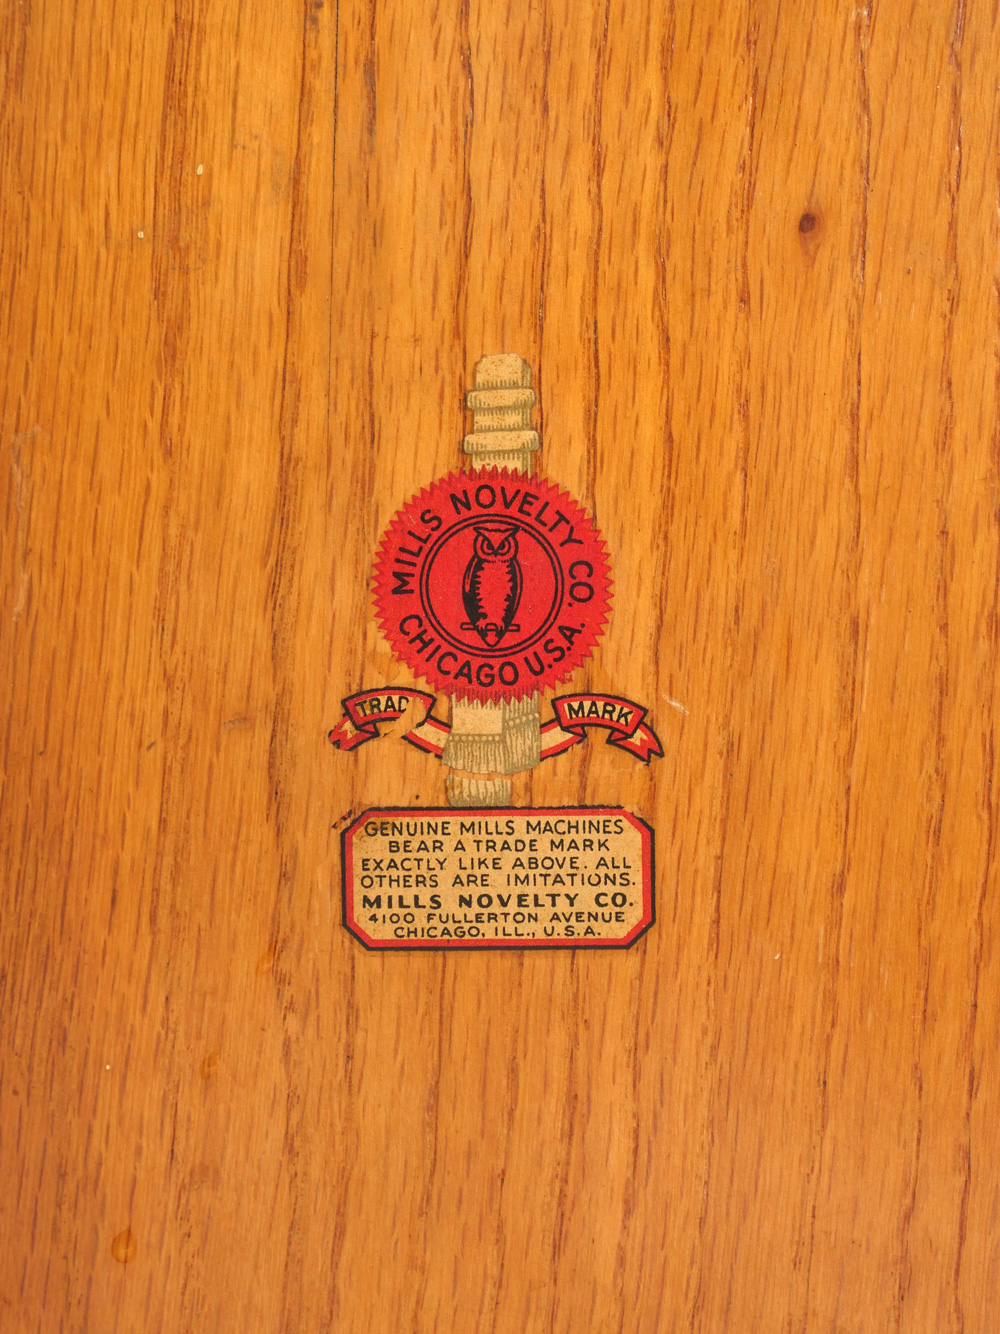 MILLS NOVELTY CO.
CHICAGO U.S.A.
TRAD MARK
GENUINE MILLS MACHINES
BEAR A TRADE MARK
EXACTLY LIKE ABOVE. ALL
OTHERS ARE IMITATIONS.
MILLS NOVELTY CO.
4100 FULLERTON AVENUE
CHICAGO, ILL., U.S.A.